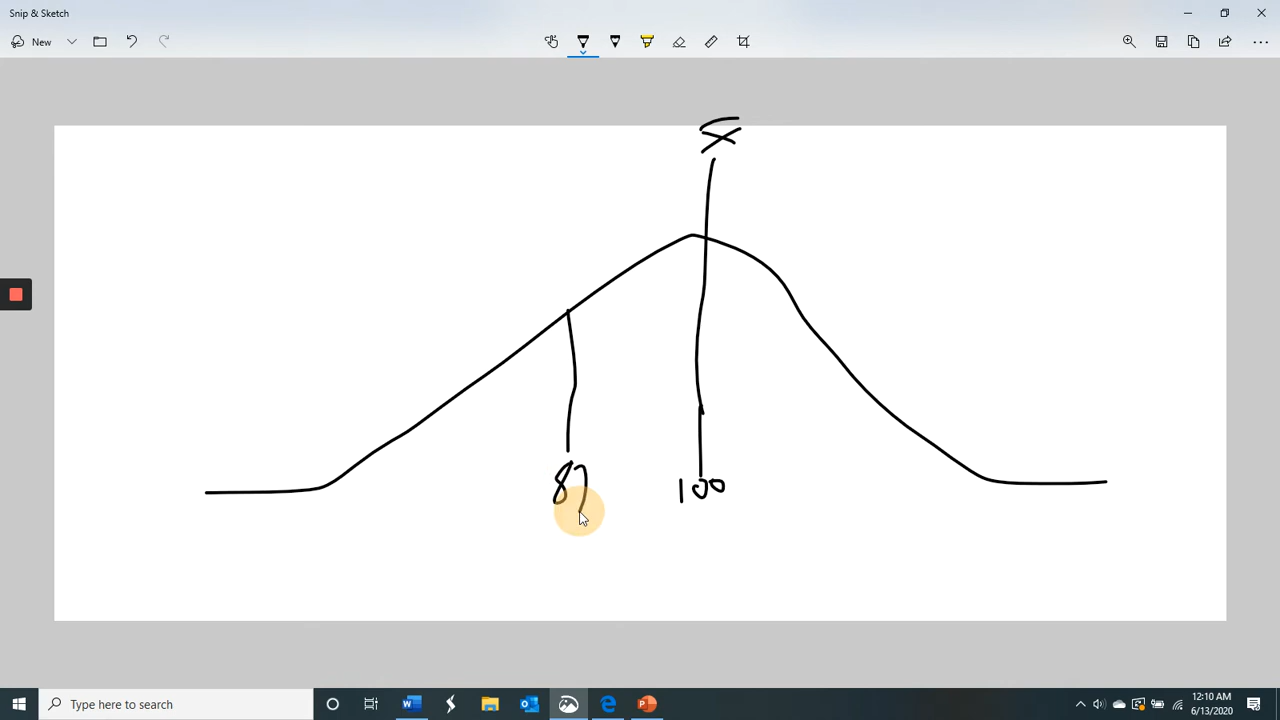 Snip & Sketch
New
x̄
87
100
Type here to search
12:10 AM
6/13/2020